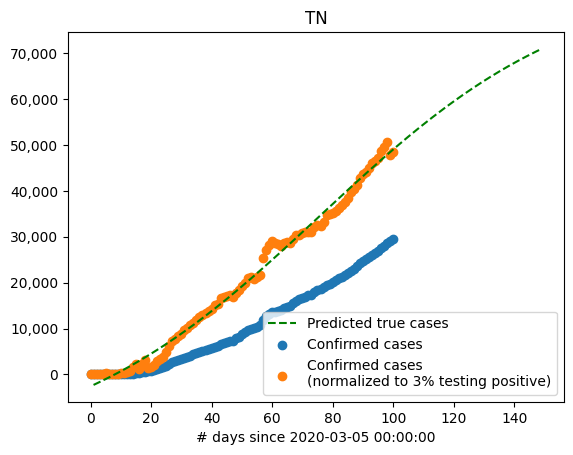 TN
70,000
60,000
50,000
40,000
30,000
20,000
10,000
0
0 20 40 60 80 100 120 140
# days since 2020-03-05 00:00:00
Predicted true cases
Confirmed cases
Confirmed cases
(normalized to 3% testing positive)